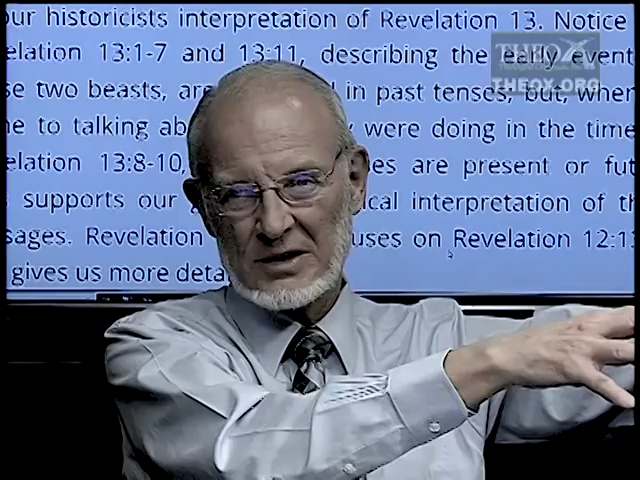 our historicists interpretation of Revelation 13. Notice
elation 13:1-7 and 13:11, describing the early event
se two beasts, are in past tenses; but, when
e to talking ab were doing in the time
elation 13:8-10, es are present or fut
supports our cal interpretation of th
sages. Revelation uses on Revelation 12:1
gives us more deta
THEOX TV
THEOX.ORG